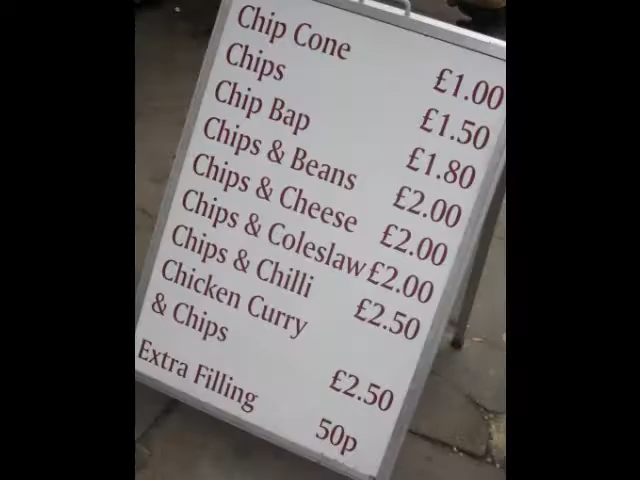 Chip Cone £1.00
Chips £1.50
Chip Bap £1.80
Chips & Beans £2.00
Chips & Cheese £2.00
Chips & Coleslaw £2.00
Chips & Chilli £2.50
Chicken Curry
& Chips £2.50
Extra Filling 50p